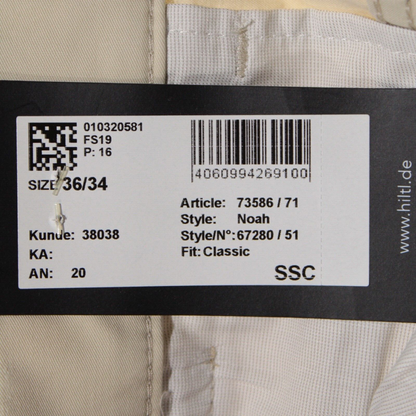 010320581
FS19
P: 16
SIZE 36/34
4060994269100
Article: 73586 / 71
Style: Noah
Style/N°: 67280 / 51
Fit: Classic
Kunde: 38038
KA:
AN: 20
SSC
www.hiltl.de